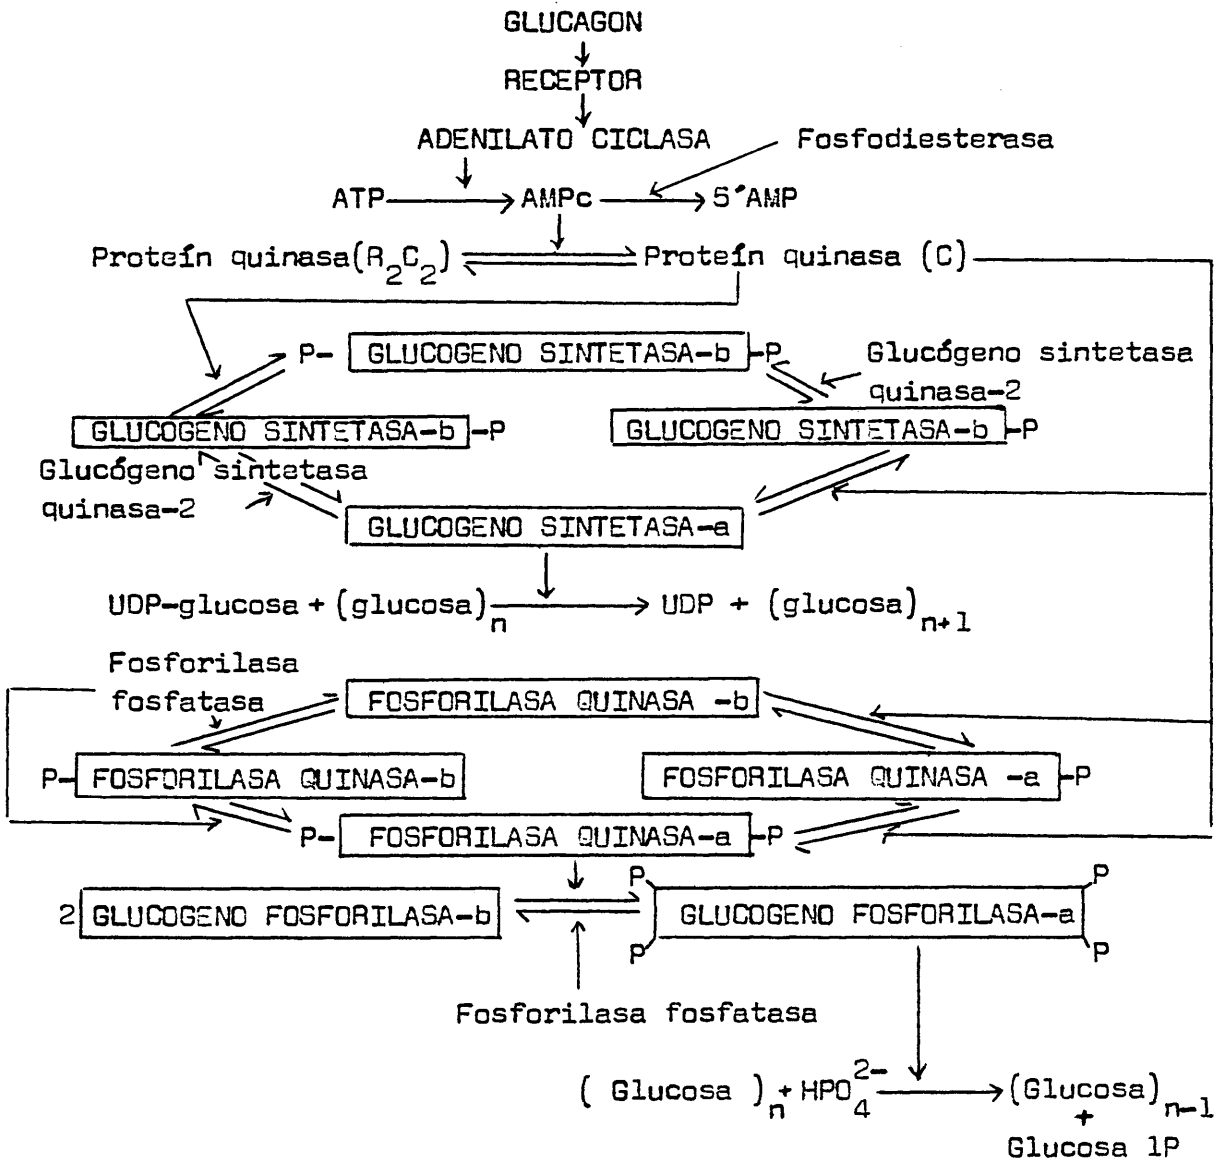 GLUCAGON
RECEPTOR
ADENILATO CICLASA
Fosfodiesterasa
ATP AMPc 5'AMP
Proteín quinasa(R2C2) Proteín quinasa (C)
P- GLUCOGENO SINTETASA-b -P
Glucógeno sintetasa
quinasa-2
GLUCOGENO SINTETASA-b -P
GLUCOGENO SINTETASA-b -P
Glucógeno sintetasa
quinasa-2
GLUCOGENO SINTETASA-a
UDP-glucosa + (glucosa)n UDP + (glucosa)n+1
Fosforilasa
fosfatasa
FOSFORILASA QUINASA -b
P- FOSFORILASA QUINASA-b
FOSFORILASA QUINASA -a -P
P- FOSFORILASA QUINASA-a -P
2 GLUCOGENO FOSFORILASA-b
P P
GLUCOGENO FOSFORILASA-a
P P
Fosforilasa fosfatasa
( Glucosa )n + HPO4 2- (Glucosa)n-1
+
Glucosa 1P